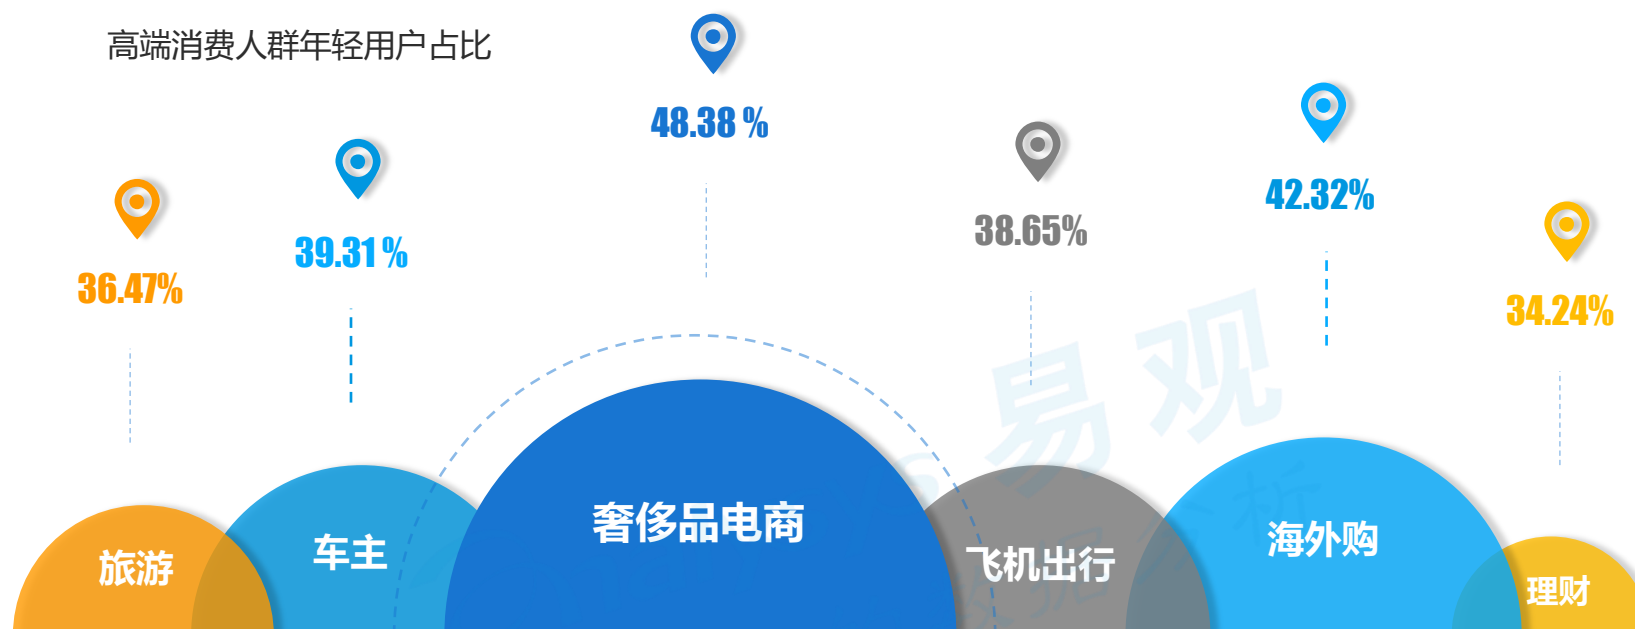 高端消费人群年轻用户占比
48.38 %
42.32%
38.65%
39.31 %
36.47%
34.24%
旅游
车主
奢侈品电商
飞机出行
海外购
理财
易观